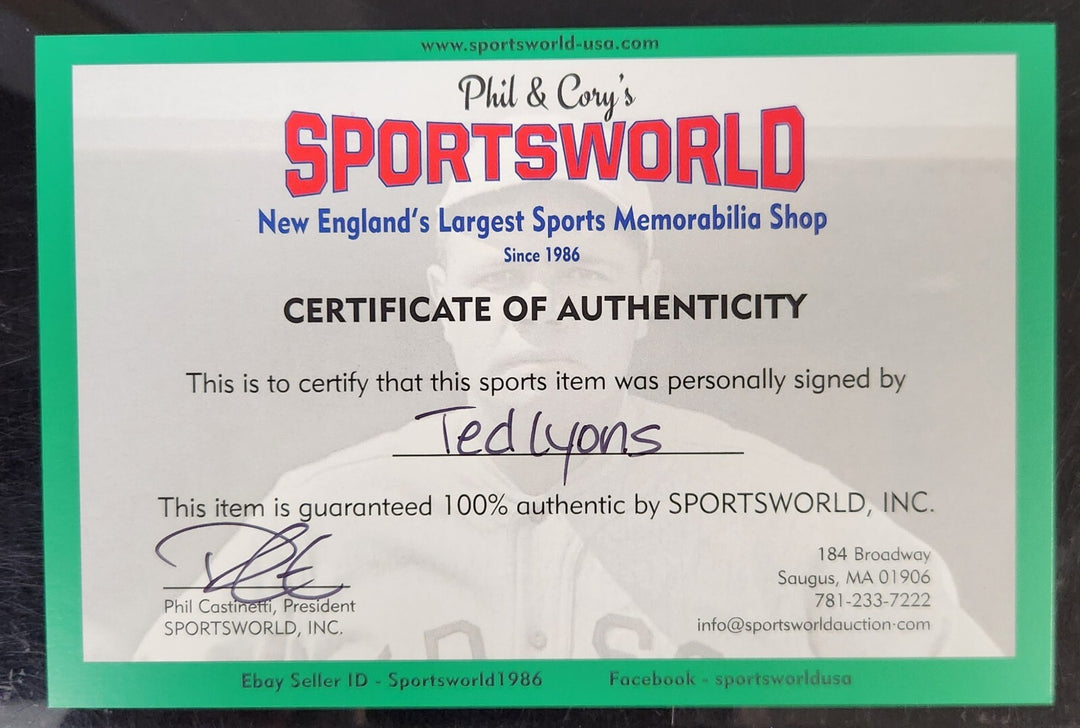 www.sportsworld-usa.com
Phil & Cory's
SPORTSWORLD
New England's Largest Sports Memorabilia Shop
Since 1986
CERTIFICATE OF AUTHENTICITY
This is to certify that this sports item was personally signed by
Ted Lyons
This item is guaranteed 100% authentic by SPORTSWORLD, INC.
Phil Castinetti, President
SPORTSWORLD, INC.
184 Broadway
Saugus, MA 01906
781-233-7222
info@sportsworldauction.com
Ebay Seller ID - Sportsworld1986
Facebook - sportsworldusa